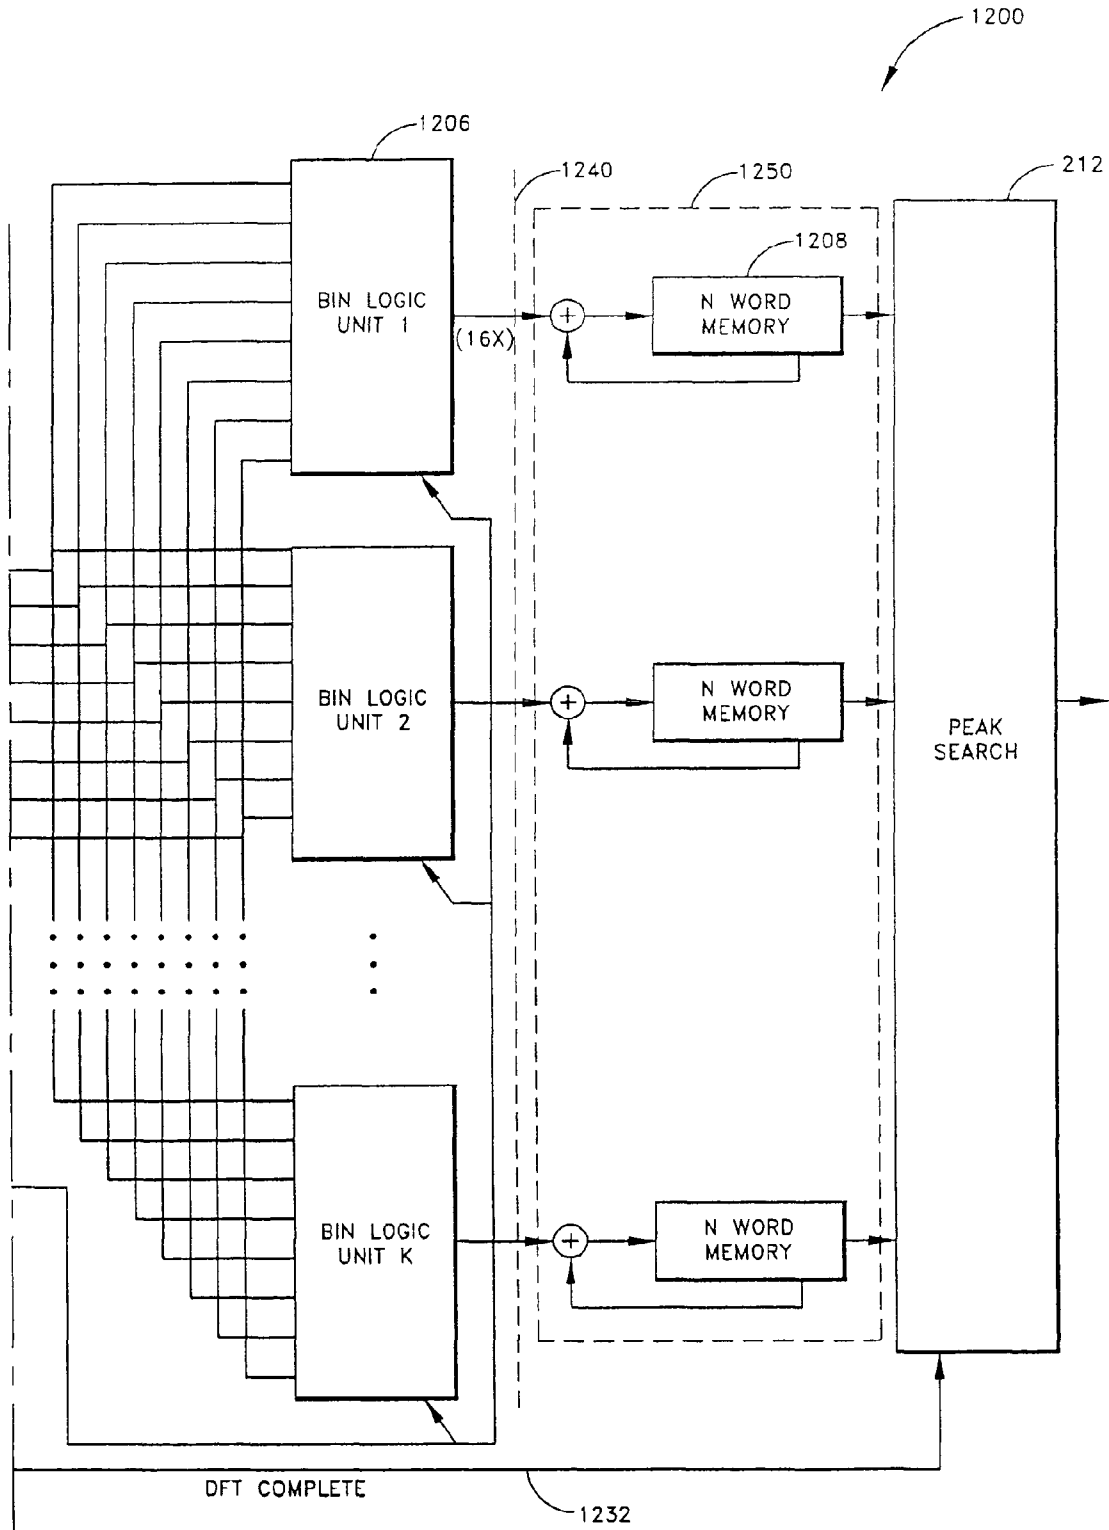 1200
1206
1240
1250
212
1208
BIN LOGIC
UNIT 1
(16X)
+
N WORD
MEMORY
BIN LOGIC
UNIT 2
+
N WORD
MEMORY
PEAK
SEARCH
BIN LOGIC
UNIT K
+
N WORD
MEMORY
DFT COMPLETE
1232